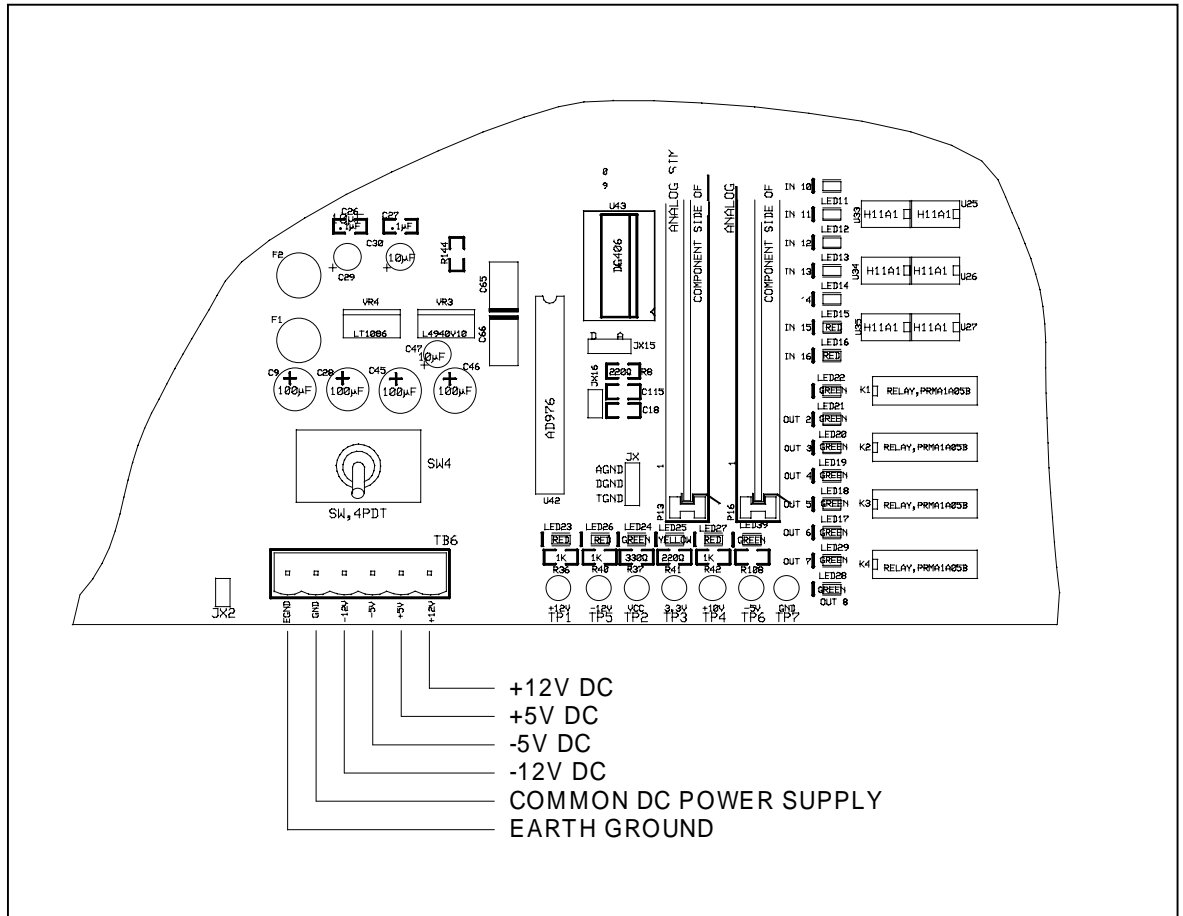 C26
10µF
.1µF
C27
.1µF
C30
10µF
C29
F2
R144
C65
C66
VR4
LT1086
VR3
L4940V10
F1
C47
10µF
C9
100µF
C28
100µF
C45
100µF
C46
100µF
SW4
SW,4PDT
TB6
JX2
EGND
GND
-12V
-5V
+5V
+12V
0
9
U43
DG406
AD976
U42
D A
JX15
JX16
220Ω
R8
C115
C18
JX
AGND
DGND
TGND
ANALOG
COMPONENT SIDE OF
1
P13
ANALOG
COMPONENT SIDE OF
1
P16
LED23
RED
1K
R36
+12V
TP1
LED26
RED
1K
R40
-12V
TP5
LED24
GREEN
330Ω
R37
VCC
TP2
LED25
YELLOW
220Ω
R41
3.3V
TP3
LED27
RED
1K
R42
+10V
TP4
LED39
GREEN
R108
-5V
TP6
GND
TP7
IN 10
LED11
IN 11
LED12
IN 12
LED13
IN 13
LED14
LED15
IN 15
RED
LED16
IN 16
RED
U33
H11A1
H11A1
U25
U34
H11A1
H11A1
U26
U35
H11A1
H11A1
U27
LED22
GREEN
LED21
OUT 2
GREEN
LED20
OUT 3
GREEN
LED19
OUT 4
GREEN
LED18
OUT 5
GREEN
LED17
OUT 6
GREEN
LED29
OUT 7
GREEN
LED28
GREEN
OUT 8
K1
RELAY,PRMA1A05B
K2
RELAY,PRMA1A05B
K3
RELAY,PRMA1A05B
K4
RELAY,PRMA1A05B
+12V DC
+5V DC
-5V DC
-12V DC
COMMON DC POWER SUPPLY
EARTH GROUND